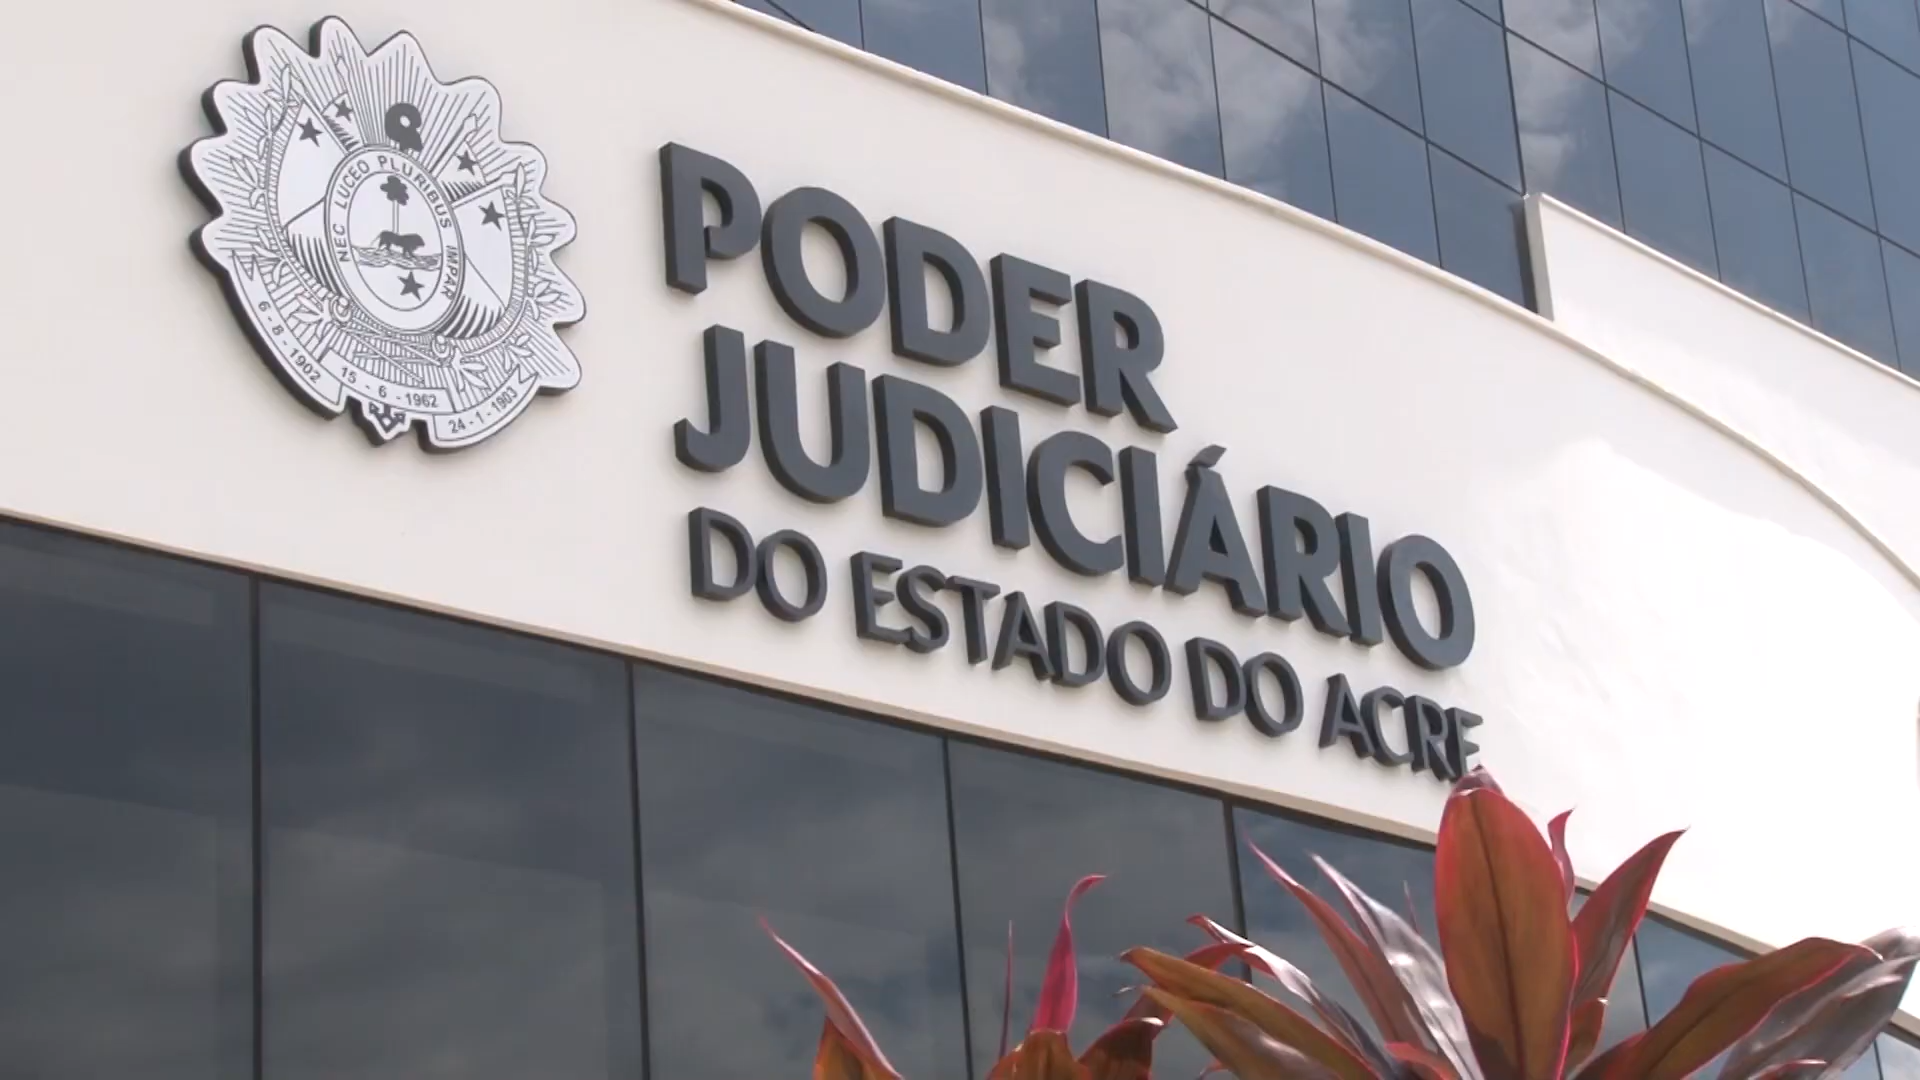 NEC LUCEO PLURIBUS IMPAR
6-8-1902
15-6-1962
24-1-1903
PODER
JUDICIÁRIO
DO ESTADO DO ACRE